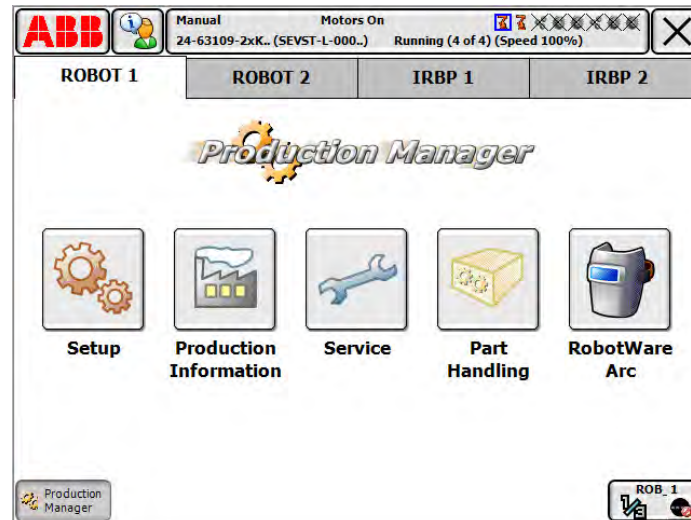 ABB
Manual Motors On
24-63109-2xK.. (SEVST-L-000..) Running (4 of 4) (Speed 100%)
ROBOT 1
ROBOT 2
IRBP 1
IRBP 2
Production Manager
Setup
Production
Information
Service
Part
Handling
RobotWare
Arc
Production
Manager
ROB_1
1/3